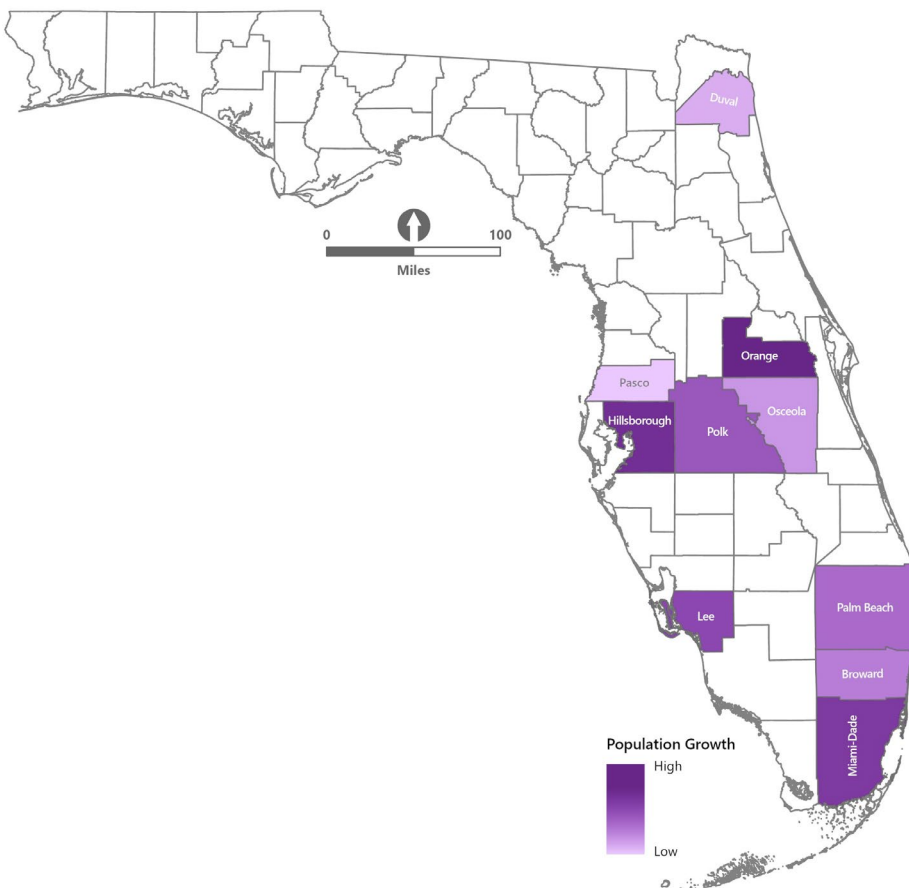 Duval
0 100
Miles
Orange
Pasco
Osceola
Hillsborough
Polk
Lee
Palm Beach
Broward
Miami-Dade
Population Growth
High
Low